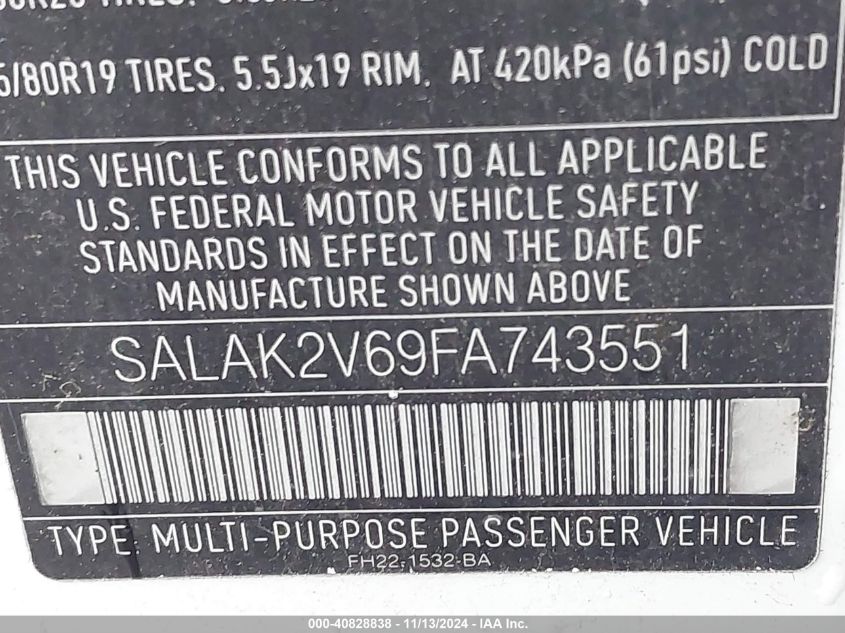 TIRES.
/80R19 TIRES. 5.5Jx19 RIM. AT 420kPa (61psi) COLD
THIS VEHICLE CONFORMS TO ALL APPLICABLE
U.S. FEDERAL MOTOR VEHICLE SAFETY
STANDARDS IN EFFECT ON THE DATE OF
MANUFACTURE SHOWN ABOVE
SALAK2V69FA743551
TYPE: MULTI-PURPOSE PASSENGER VEHICLE
FH22-1532-BA
000-40828838 - 11/13/2024 - IAA Inc.